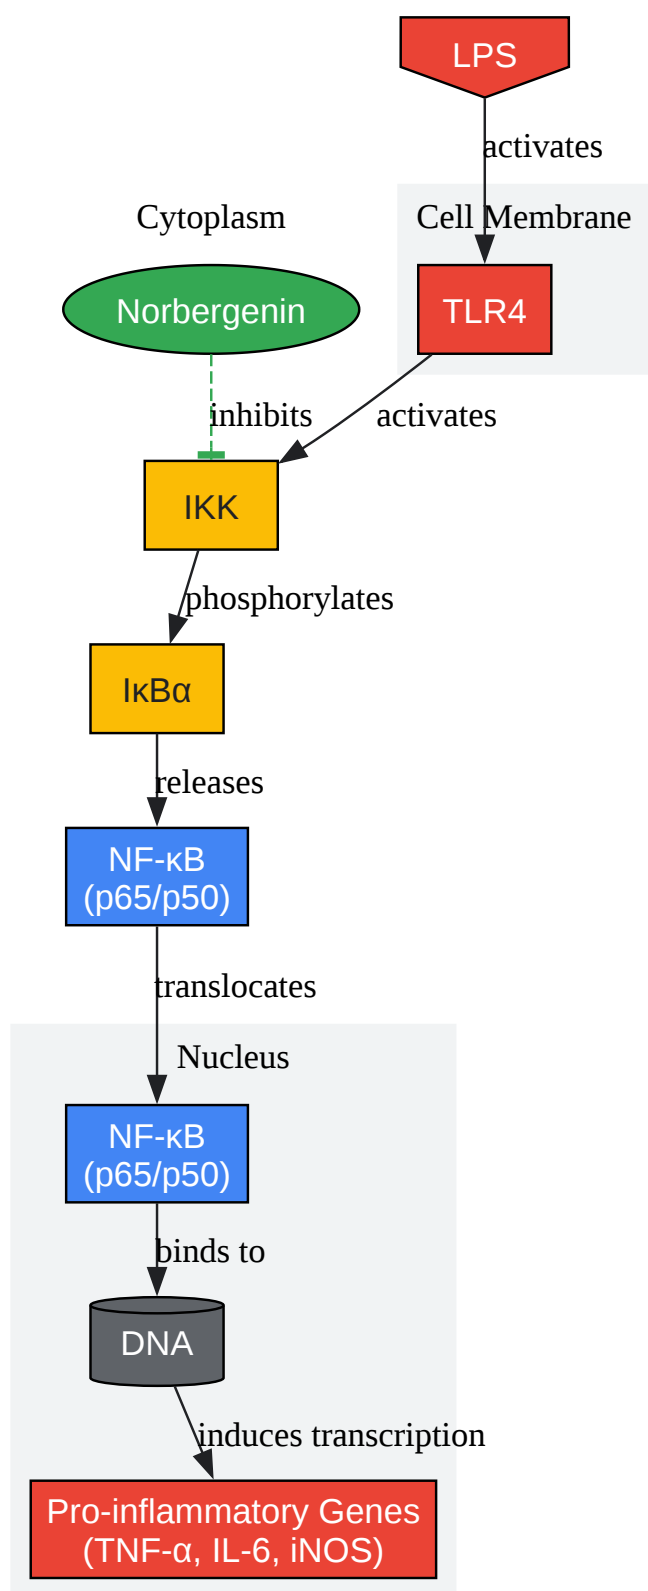 LPS
activates
Cytoplasm
Cell Membrane
Norbergenin
TLR4
inhibits
activates
IKK
phosphorylates
IκBα
releases
NF-κB
(p65/p50)
translocates
Nucleus
NF-κB
(p65/p50)
binds to
DNA
induces transcription
Pro-inflammatory Genes
(TNF-α, IL-6, iNOS)